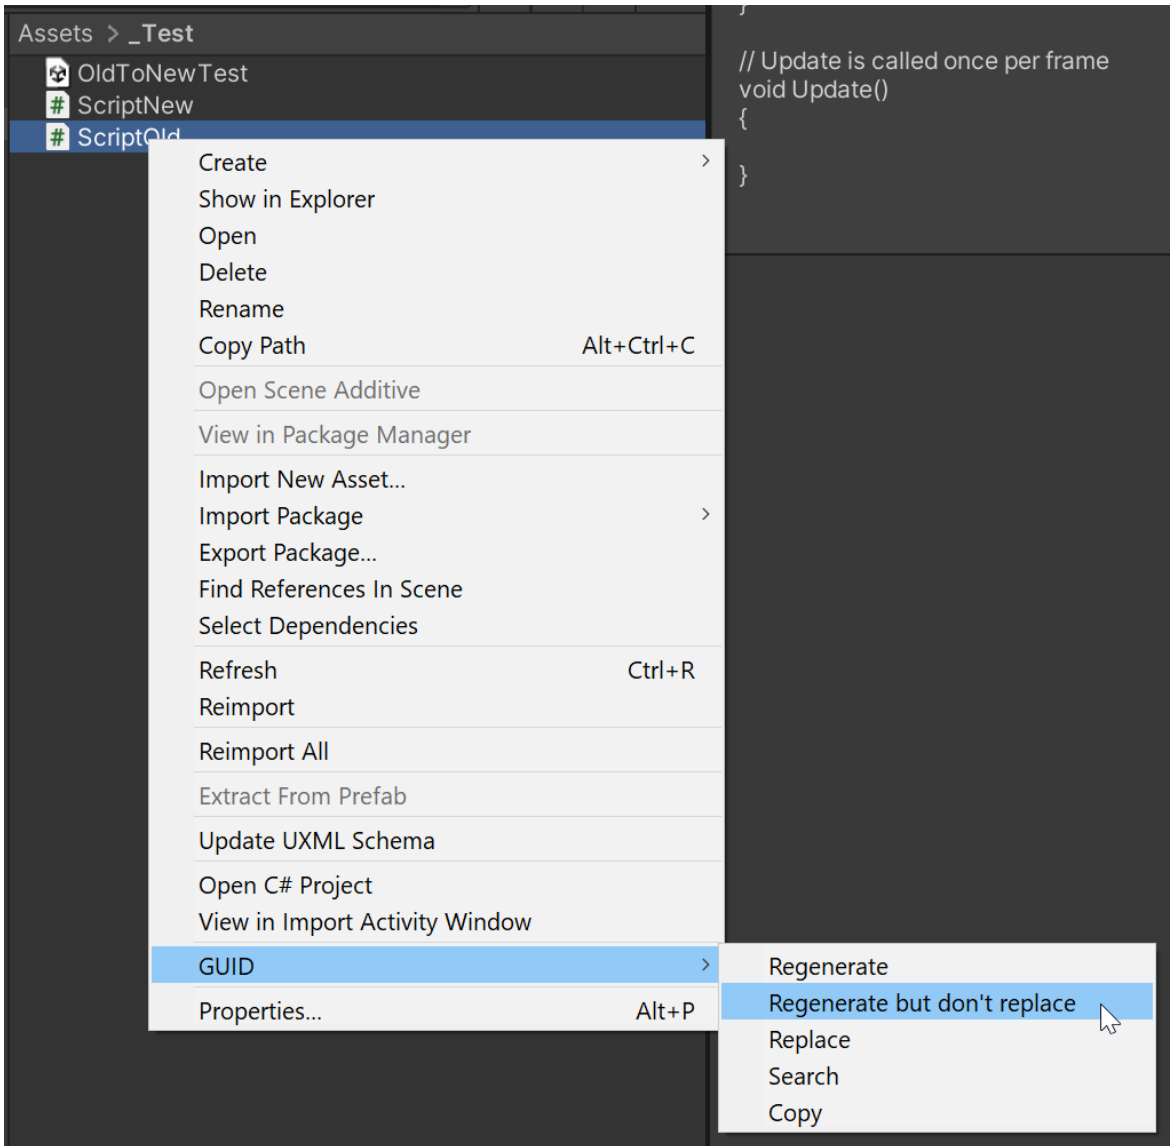 Assets > _Test
OldToNewTest
ScriptNew
ScriptOld
}
// Update is called once per frame
void Update()
{
}
Create >
Show in Explorer
Open
Delete
Rename
Copy Path Alt+Ctrl+C
Open Scene Additive
View in Package Manager
Import New Asset...
Import Package >
Export Package...
Find References In Scene
Select Dependencies
Refresh Ctrl+R
Reimport
Reimport All
Extract From Prefab
Update UXML Schema
Open C# Project
View in Import Activity Window
GUID >
Properties... Alt+P
Regenerate
Regenerate but don't replace
Replace
Search
Copy